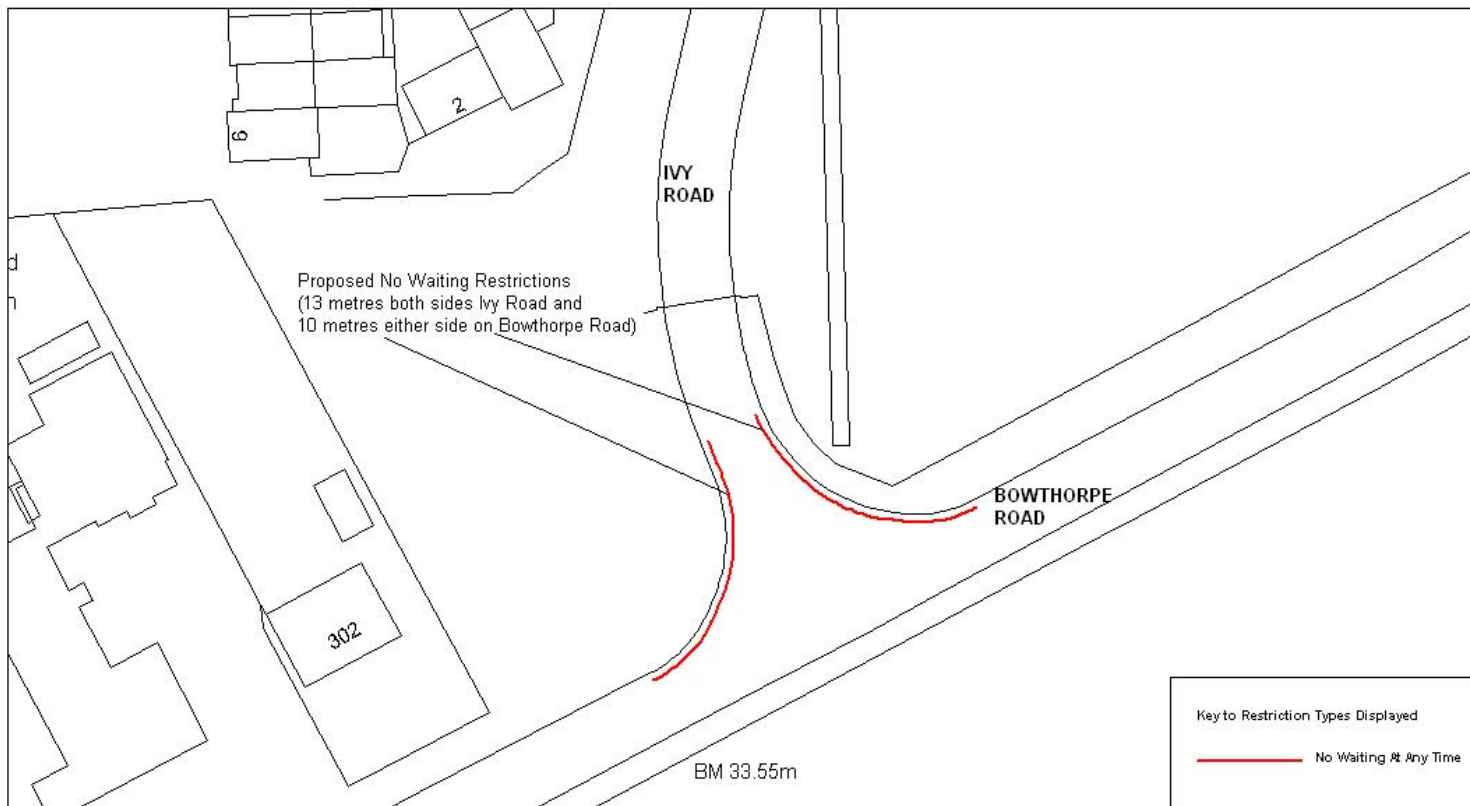 2
6
IVY
ROAD
d
Proposed No Waiting Restrictions
(13 metres both sides Ivy Road and
10 metres either side on Bowthorpe Road)
BOWTHORPE
ROAD
302
BM 33.55m
Key to Restriction Types Displayed
No Waiting At Any Time